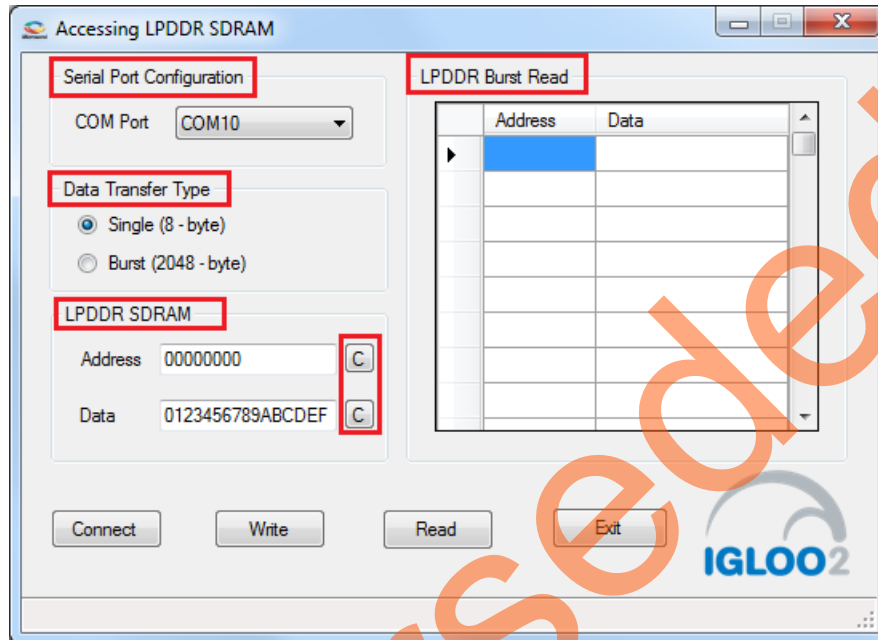 Accessing LPDDR SDRAM
Serial Port Configuration
COM Port COM10
Data Transfer Type
Single (8 - byte)
Burst (2048 - byte)
LPDDR SDRAM
Address 00000000 C
Data 0123456789ABCDEF C
LPDDR Burst Read
Address Data
Connect Write Read Exit
IGLOO2